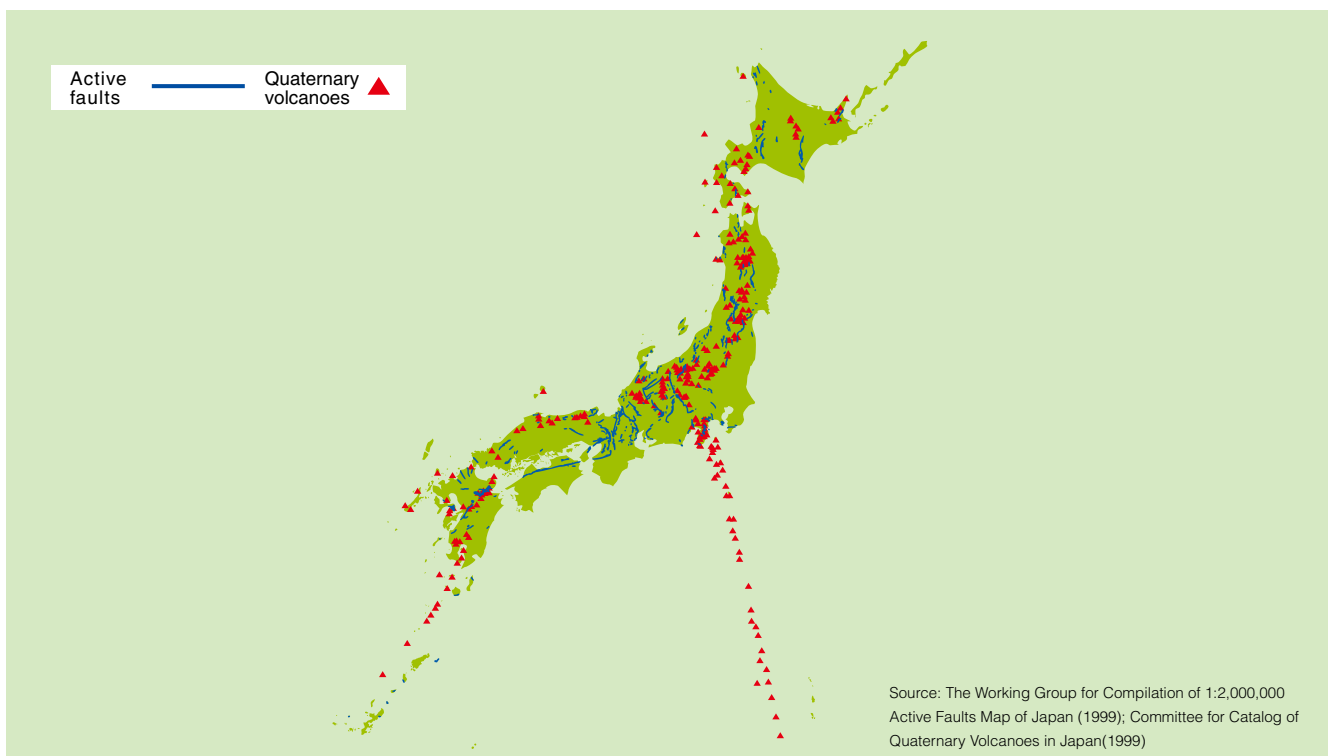 Active
faults
Quaternary
volcanoes
Source: The Working Group for Compilation of 1:2,000,000
Active Faults Map of Japan (1999); Committee for Catalog of
Quaternary Volcanoes in Japan(1999)